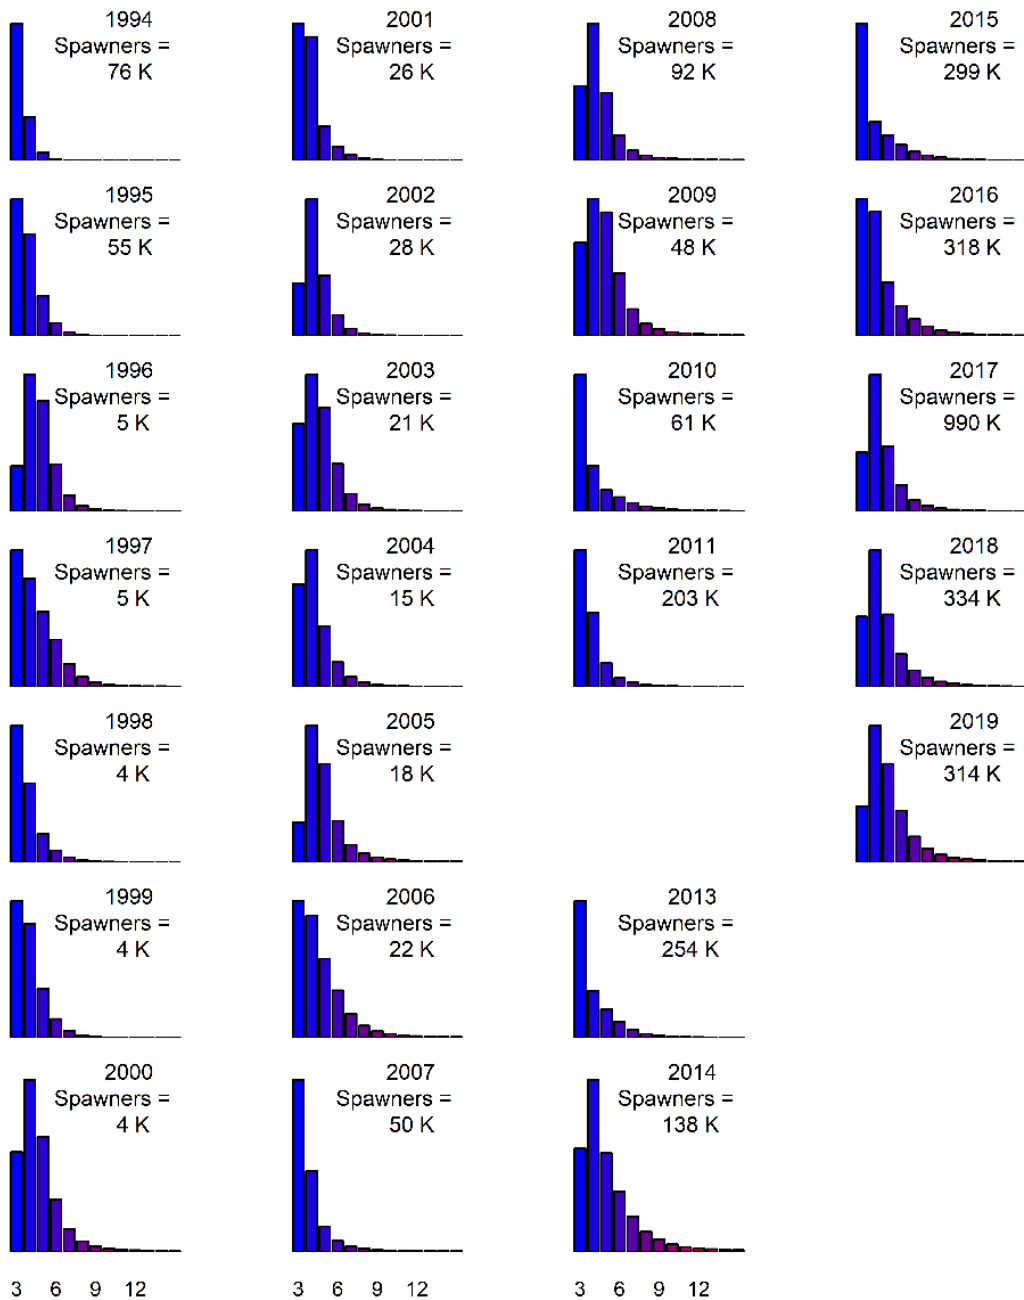 1994
Spawners =
76 K
1995
Spawners =
55 K
1996
Spawners =
5 K
1997
Spawners =
5 K
1998
Spawners =
4 K
1999
Spawners =
4 K
2000
Spawners =
4 K
3 6 9 12
2001
Spawners =
26 K
2002
Spawners =
28 K
2003
Spawners =
21 K
2004
Spawners =
15 K
2005
Spawners =
18 K
2006
Spawners =
22 K
2007
Spawners =
50 K
3 6 9 12
2008
Spawners =
92 K
2009
Spawners =
48 K
2010
Spawners =
61 K
2011
Spawners =
203 K
2013
Spawners =
254 K
2014
Spawners =
138 K
3 6 9 12
2015
Spawners =
299 K
2016
Spawners =
318 K
2017
Spawners =
990 K
2018
Spawners =
334 K
2019
Spawners =
314 K